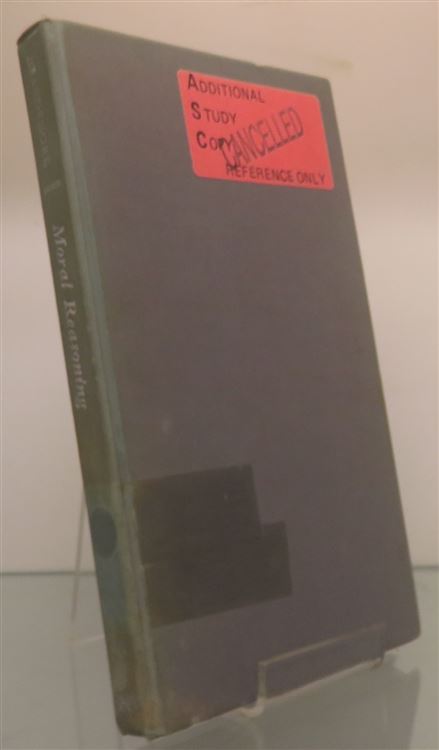 Additional
Study
Copy
CANCELLED
Reference Only
Moral Reasoning